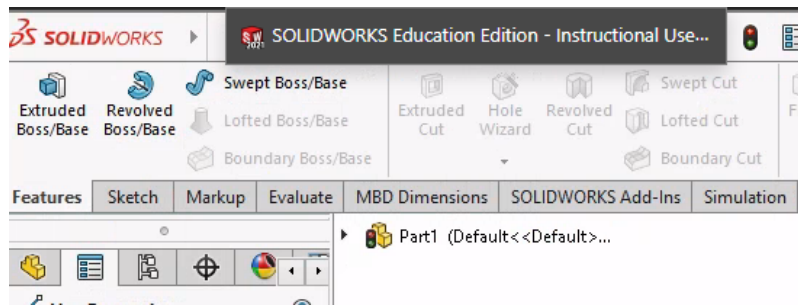 SOLIDWORKS
SOLIDWORKS Education Edition - Instructional Use...
Extruded Boss/Base
Revolved Boss/Base
Swept Boss/Base
Lofted Boss/Base
Boundary Boss/Base
Extruded Cut
Hole Wizard
Revolved Cut
Swept Cut
Lofted Cut
Boundary Cut
Features Sketch Markup Evaluate MBD Dimensions SOLIDWORKS Add-Ins Simulation
Part1 (Default<<Default>...